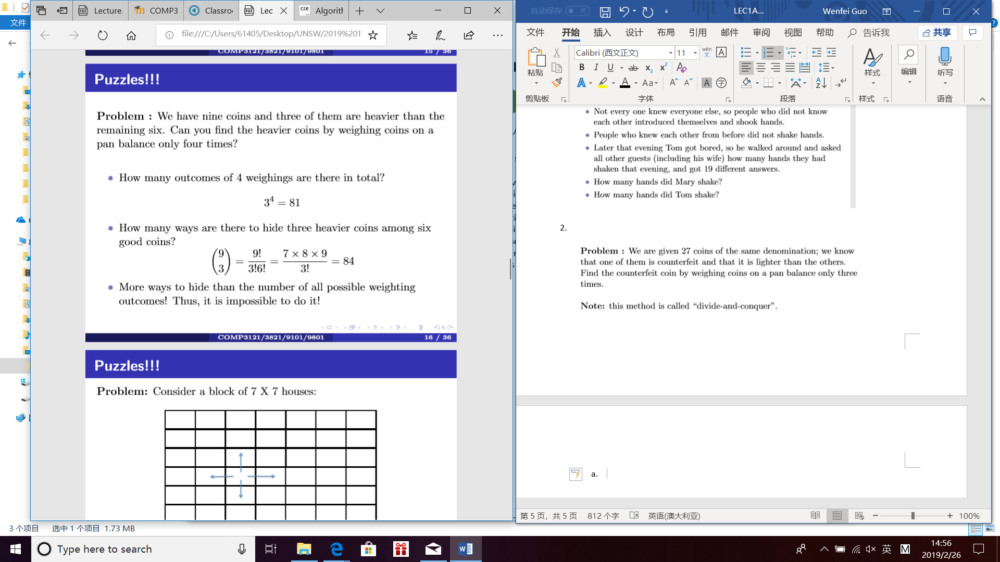 文件
Lecture
COMP3
Classro
Lec
Algorith
file:///C:/Users/61405/Desktop/UNSW/2019%20T
COMP3121/3821/9101/9801 15 / 36
Puzzles!!!
Problem : We have nine coins and three of them are heavier than the
remaining six. Can you find the heavier coins by weighing coins on a
pan balance only four times?
How many outcomes of 4 weighings are there in total?
3^4 = 81
How many ways are there to hide three heavier coins among six
good coins?
(9 3) = 9!/3!6! = 7 × 8 × 9/3! = 84
More ways to hide than the number of all possible weighting
outcomes! Thus, it is impossible to do it!
COMP3121/3821/9101/9801 16 / 36
Puzzles!!!
Problem: Consider a block of 7 X 7 houses:
自动保存 关 LEC1A... Wenfei Guo
文件 开始 插入 设计 布局 引用 邮件 审阅 视图 帮助 告诉我 共享
粘贴
剪贴板
Calibri (西文正文) 11
wén 文 A
B I U ab x₂ x²
A A Aa A A A 字
字体
段落
样式
样式
编辑
听写
语音
Not every one knew everyone else, so people who did not know
each other introduced themselves and shook hands.
People who knew each other from before did not shake hands.
Later that evening Tom got bored, so he walked around and asked
all other guests (including his wife) how many hands they had
shaken that evening, and got 19 different answers.
How many hands did Mary shake?
How many hands did Tom shake?
2.
Problem : We are given 27 coins of the same denomination; we know
that one of them is counterfeit and that it is lighter than the others.
Find the counterfeit coin by weighing coins on a pan balance only three
times.
Note: this method is called “divide-and-conquer”.
a.
第 5 页，共 5 页 812 个字 英语(澳大利亚) 100%
3 个项目 选中 1 个项目 1.73 MB
Type here to search
英 M
14:56
2019/2/26